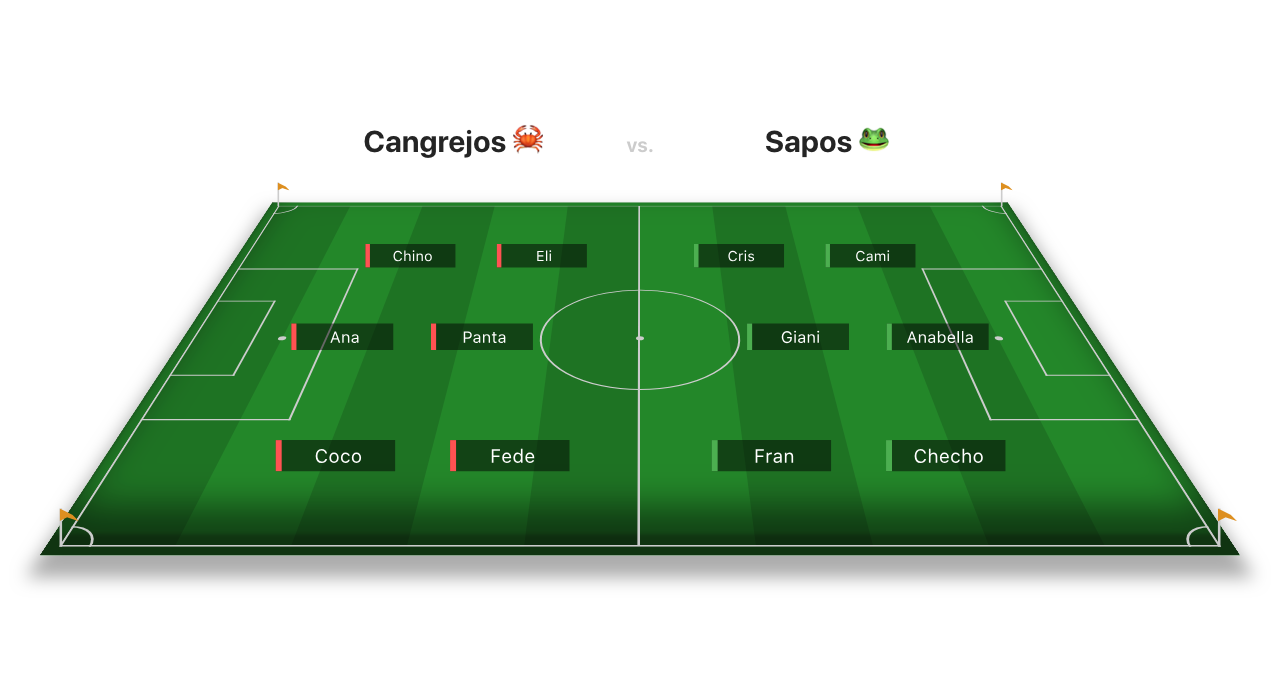 Cangrejos 🦀 vs. Sapos 🐸
Chino Eli Cris Cami
Ana Panta Giani Anabella
Coco Fede Fran Checho